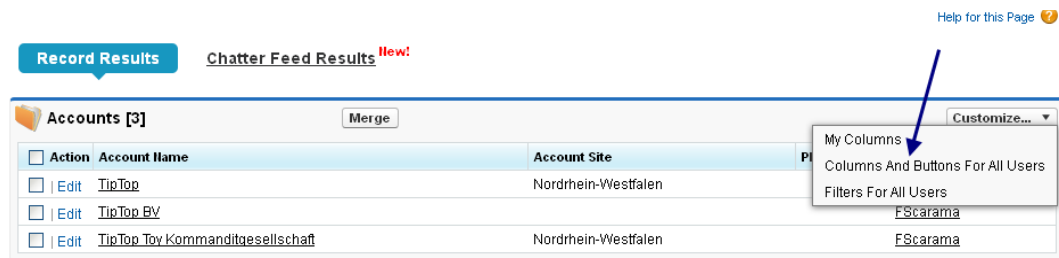 Help for this Page ?
Record Results Chatter Feed Results New!
Accounts [3] Merge Customize...
My Columns
Action Account Name Account Site
Columns And Buttons For All Users
| Edit TipTop Nordrhein-Westfalen Filters For All Users
| Edit TipTop BV FScarama
| Edit TipTop Toy Kommanditgesellschaft Nordrhein-Westfalen FScarama